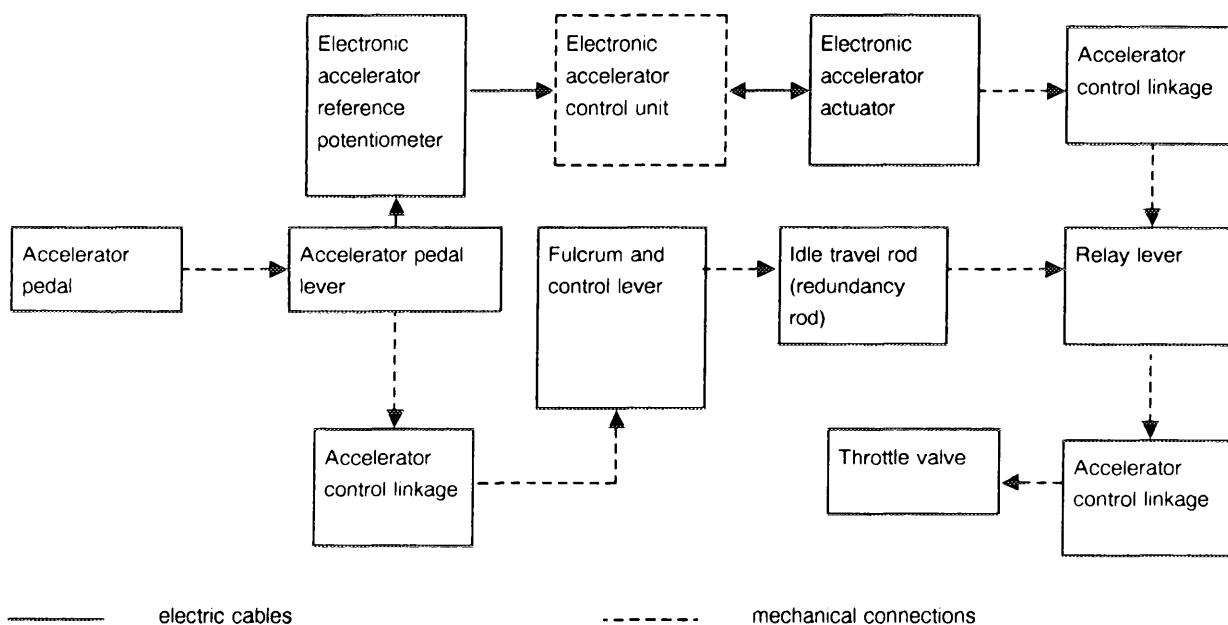 Electronic
accelerator
reference
potentiometer
Electronic
accelerator
control unit
Electronic
accelerator
actuator
Accelerator
control linkage
Accelerator
pedal
Accelerator pedal
lever
Fulcrum and
control lever
Idle travel rod
(redundancy
rod)
Relay lever
Accelerator
control linkage
Throttle valve
Accelerator
control linkage
electric cables
mechanical connections